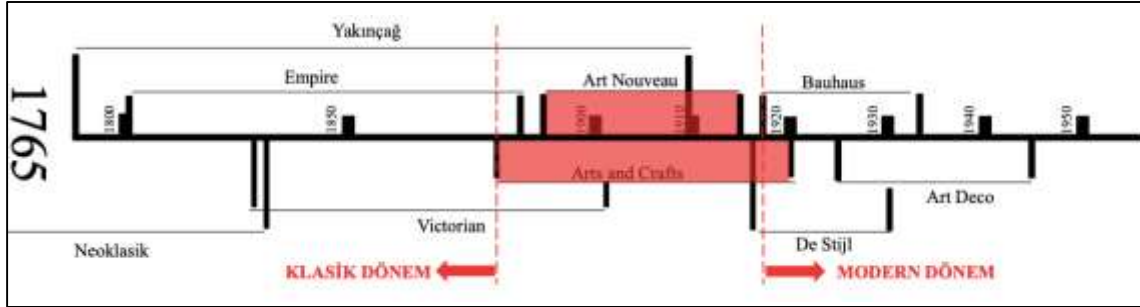 Yakınçağ
Empire
Art Nouveau
Bauhaus
1765
1800
1850
1900
1910
1920
1930
1940
1950
Arts and Crafts
Art Deco
Victorian
De Stijl
Neoklasik
KLASİK DÖNEM
MODERN DÖNEM